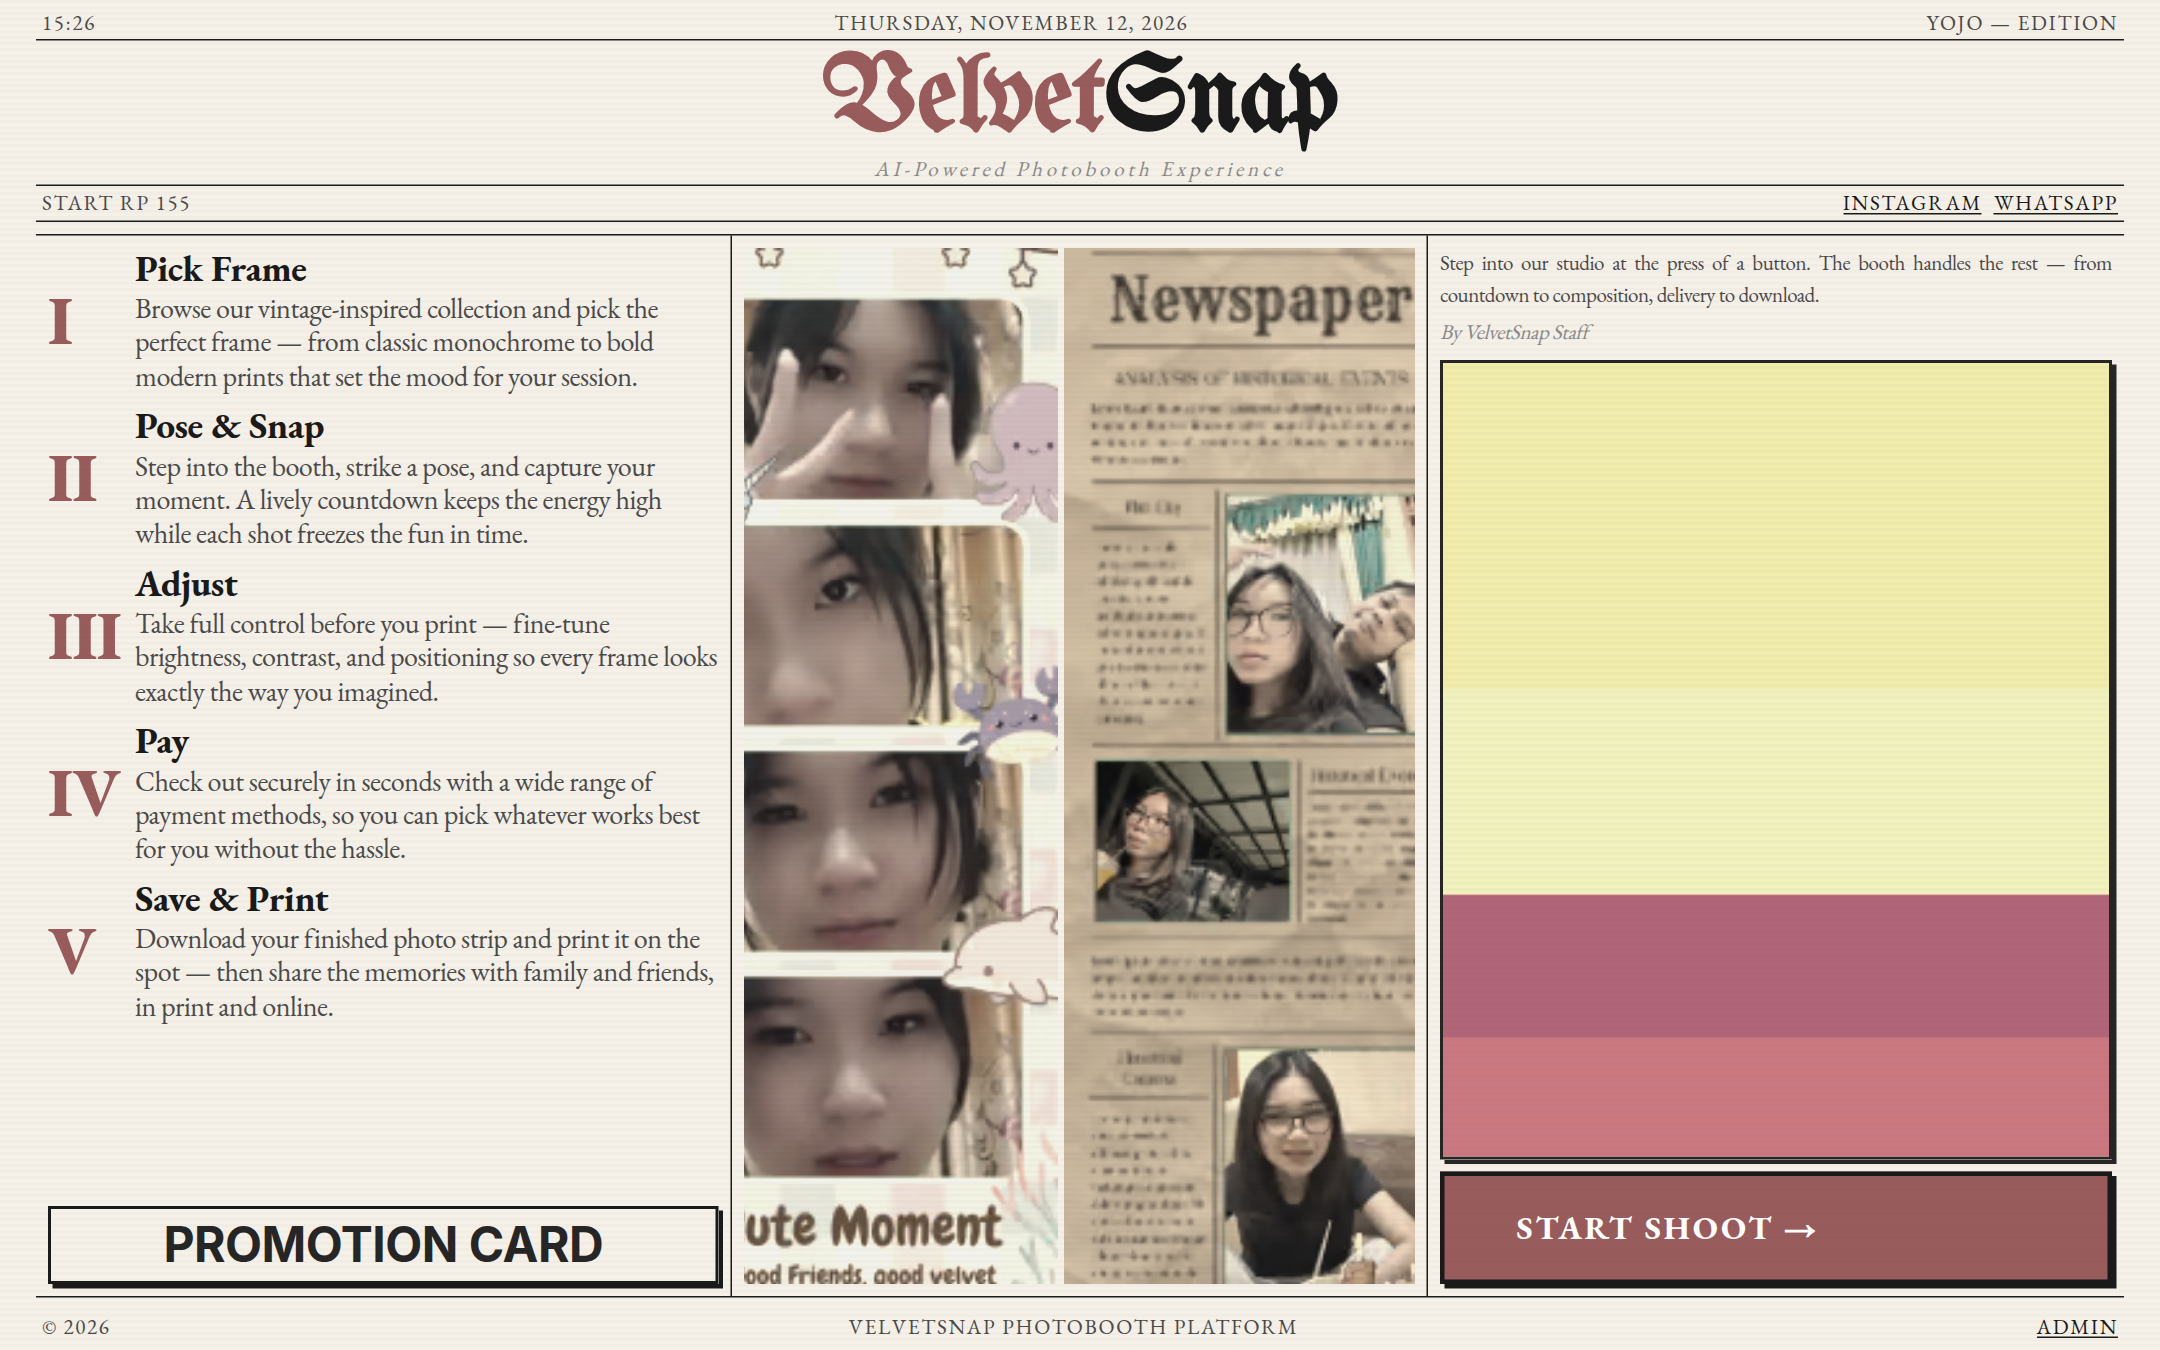 15:26
THURSDAY, NOVEMBER 12, 2026
YOJO — EDITION
VelvetSnap
AI-Powered Photobooth Experience
START RP 155
INSTAGRAM WHATSAPP
I
Pick Frame
Browse our vintage-inspired collection and pick the
perfect frame — from classic monochrome to bold
modern prints that set the mood for your session.
II
Pose & Snap
Step into the booth, strike a pose, and capture your
moment. A lively countdown keeps the energy high
while each shot freezes the fun in time.
III
Adjust
Take full control before you print — fine-tune
brightness, contrast, and positioning so every frame looks
exactly the way you imagined.
IV
Pay
Check out securely in seconds with a wide range of
payment methods, so you can pick whatever works best
for you without the hassle.
V
Save & Print
Download your finished photo strip and print it on the
spot — then share the memories with family and friends,
in print and online.
PROMOTION CARD
ute Moment
ood Friends, good velvet
Newspaper
ANALYSIS OF HISTORICAL EVENTS
Step into our studio at the press of a button. The booth handles the rest — from
countdown to composition, delivery to download.
By VelvetSnap Staff
START SHOOT →
© 2026
VELVETSNAP PHOTOBOOTH PLATFORM
ADMIN